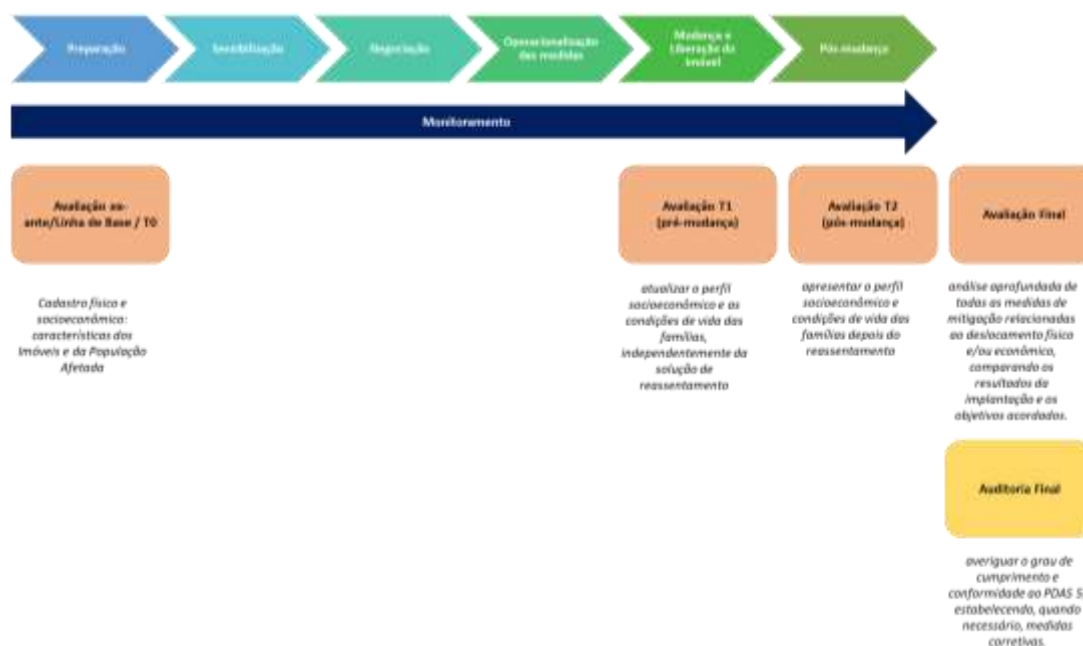 Preparação
Sensibilização
Negociação
Operacionalização
das medidas
Mudança e
Liberação do
Imóvel
Pós-mudança
Monitoramento
Avaliação ex-
ante/Linha de Base / T0
Cadastro físico e
socioeconômico:
características dos
Imóveis e da População
Afetada
Avaliação T1
(pré-mudança)
atualizar o perfil
socioeconômico e as
condições de vida das
famílias,
independentemente da
solução de
reassentamento
Avaliação T2
(pós-mudança)
apresentar o perfil
socioeconômico e
condições de vida das
famílias depois do
reassentamento
Avaliação Final
análise aprofundada de
todas as medidas de
mitigação relacionadas
ao deslocamento físico
e/ou econômico,
comparando os
resultados da
implantação e os
objetivos acordados.
Auditoria Final
averiguar o grau de
cumprimento e
conformidade ao PDAS 5,
estabelecendo, quando
necessário, medidas
corretivas.